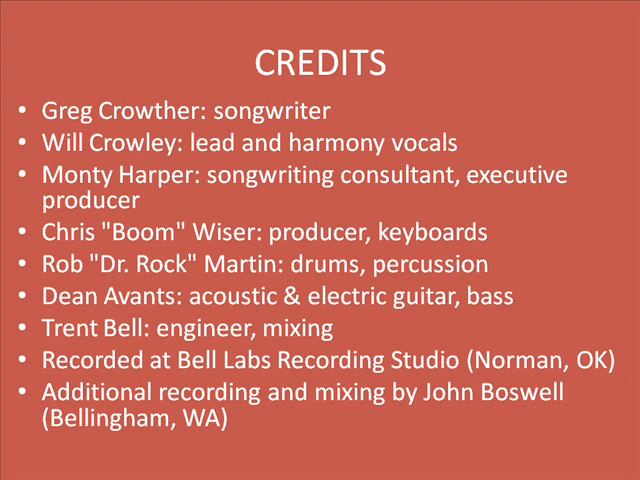 CREDITS
• Greg Crowther: songwriter
• Will Crowley: lead and harmony vocals
• Monty Harper: songwriting consultant, executive
producer
• Chris "Boom" Wiser: producer, keyboards
• Rob "Dr. Rock" Martin: drums, percussion
• Dean Avants: acoustic & electric guitar, bass
• Trent Bell: engineer, mixing
• Recorded at Bell Labs Recording Studio (Norman, OK)
• Additional recording and mixing by John Boswell
(Bellingham, WA)